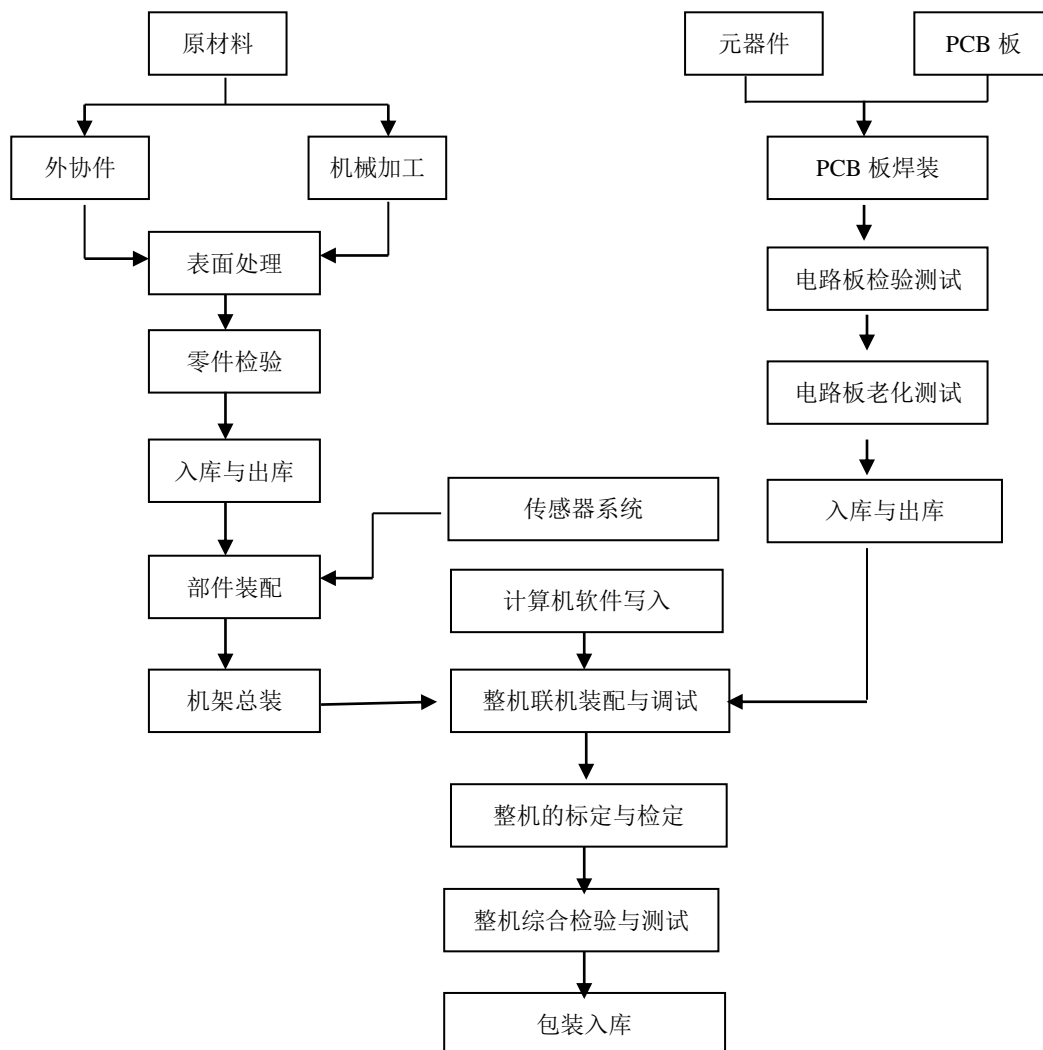 原材料
元器件
PCB 板
外协件
机械加工
PCB 板焊装
表面处理
电路板检验测试
零件检验
电路板老化测试
入库与出库
传感器系统
入库与出库
部件装配
计算机软件写入
机架总装
整机联机装配与调试
整机的标定与检定
整机综合检验与测试
包装入库